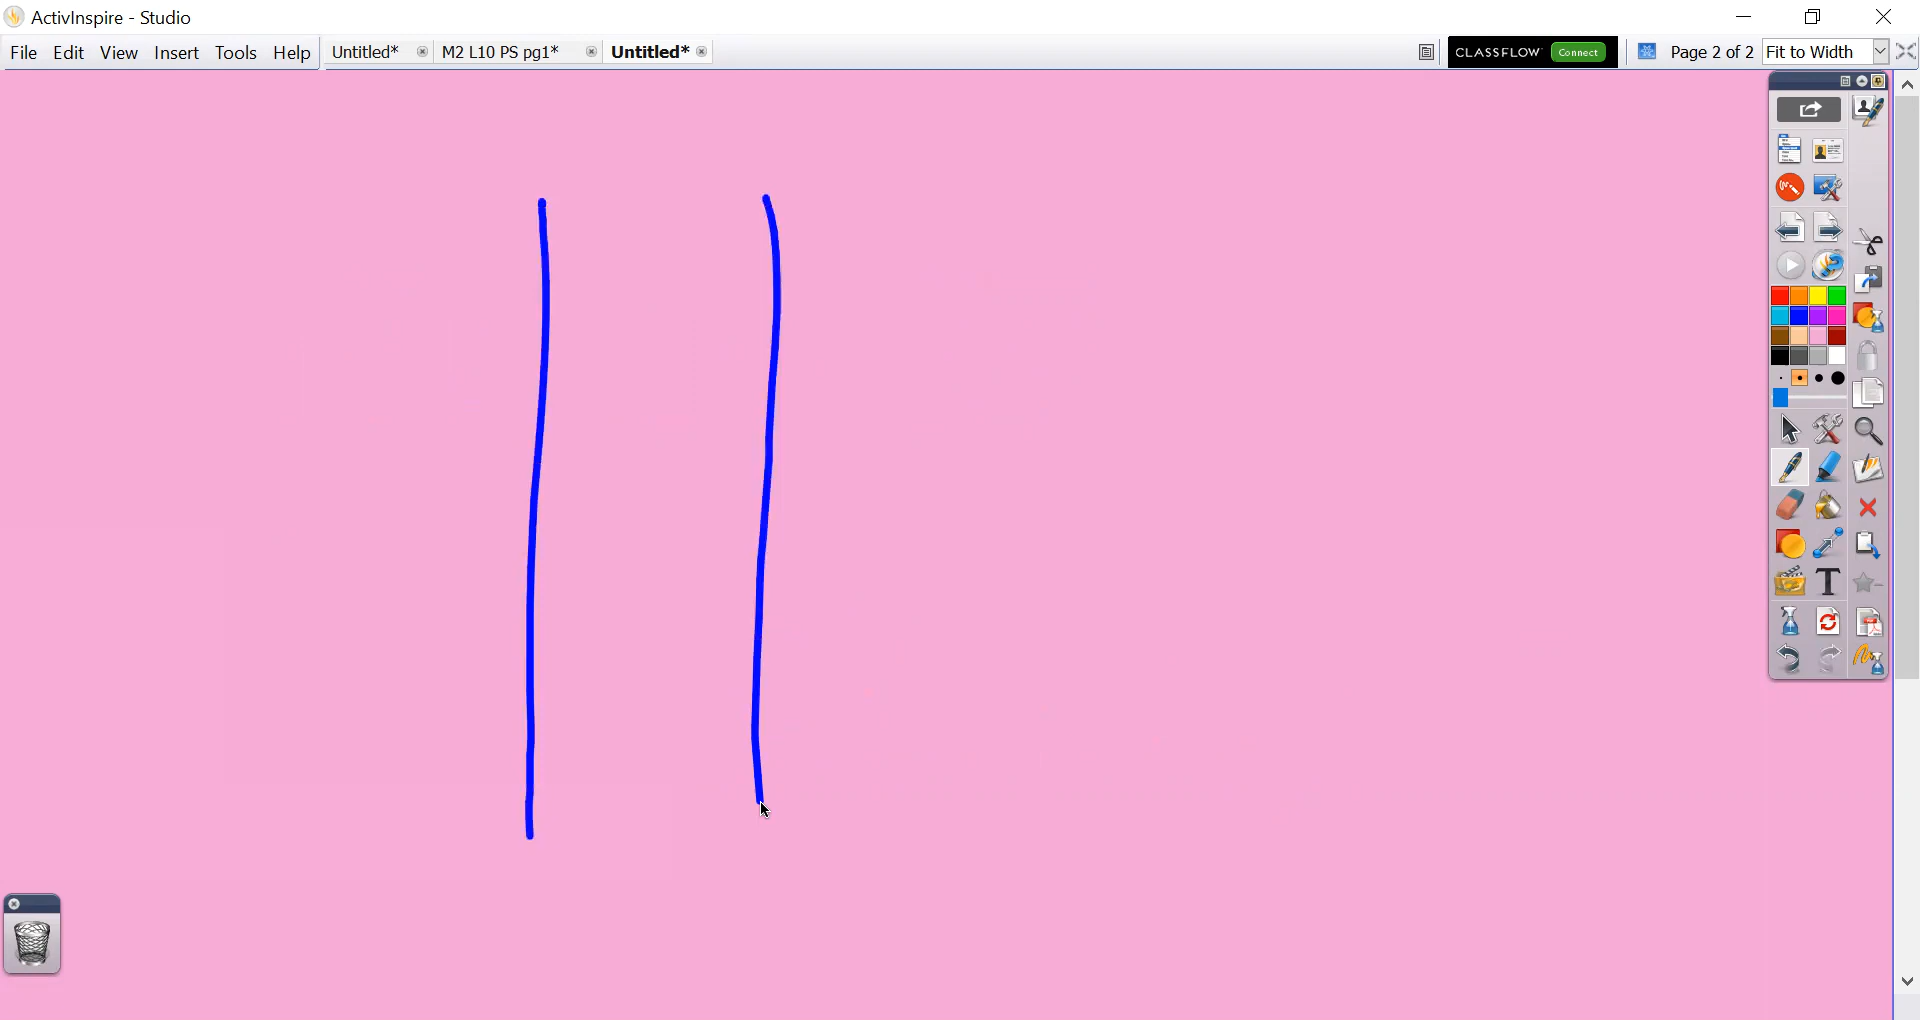 ActivInspire - Studio
File Edit View Insert Tools Help Untitled* M2 L10 PS pg1* Untitled* CLASSFLOW Connect Page 2 of 2 Fit to Width
T